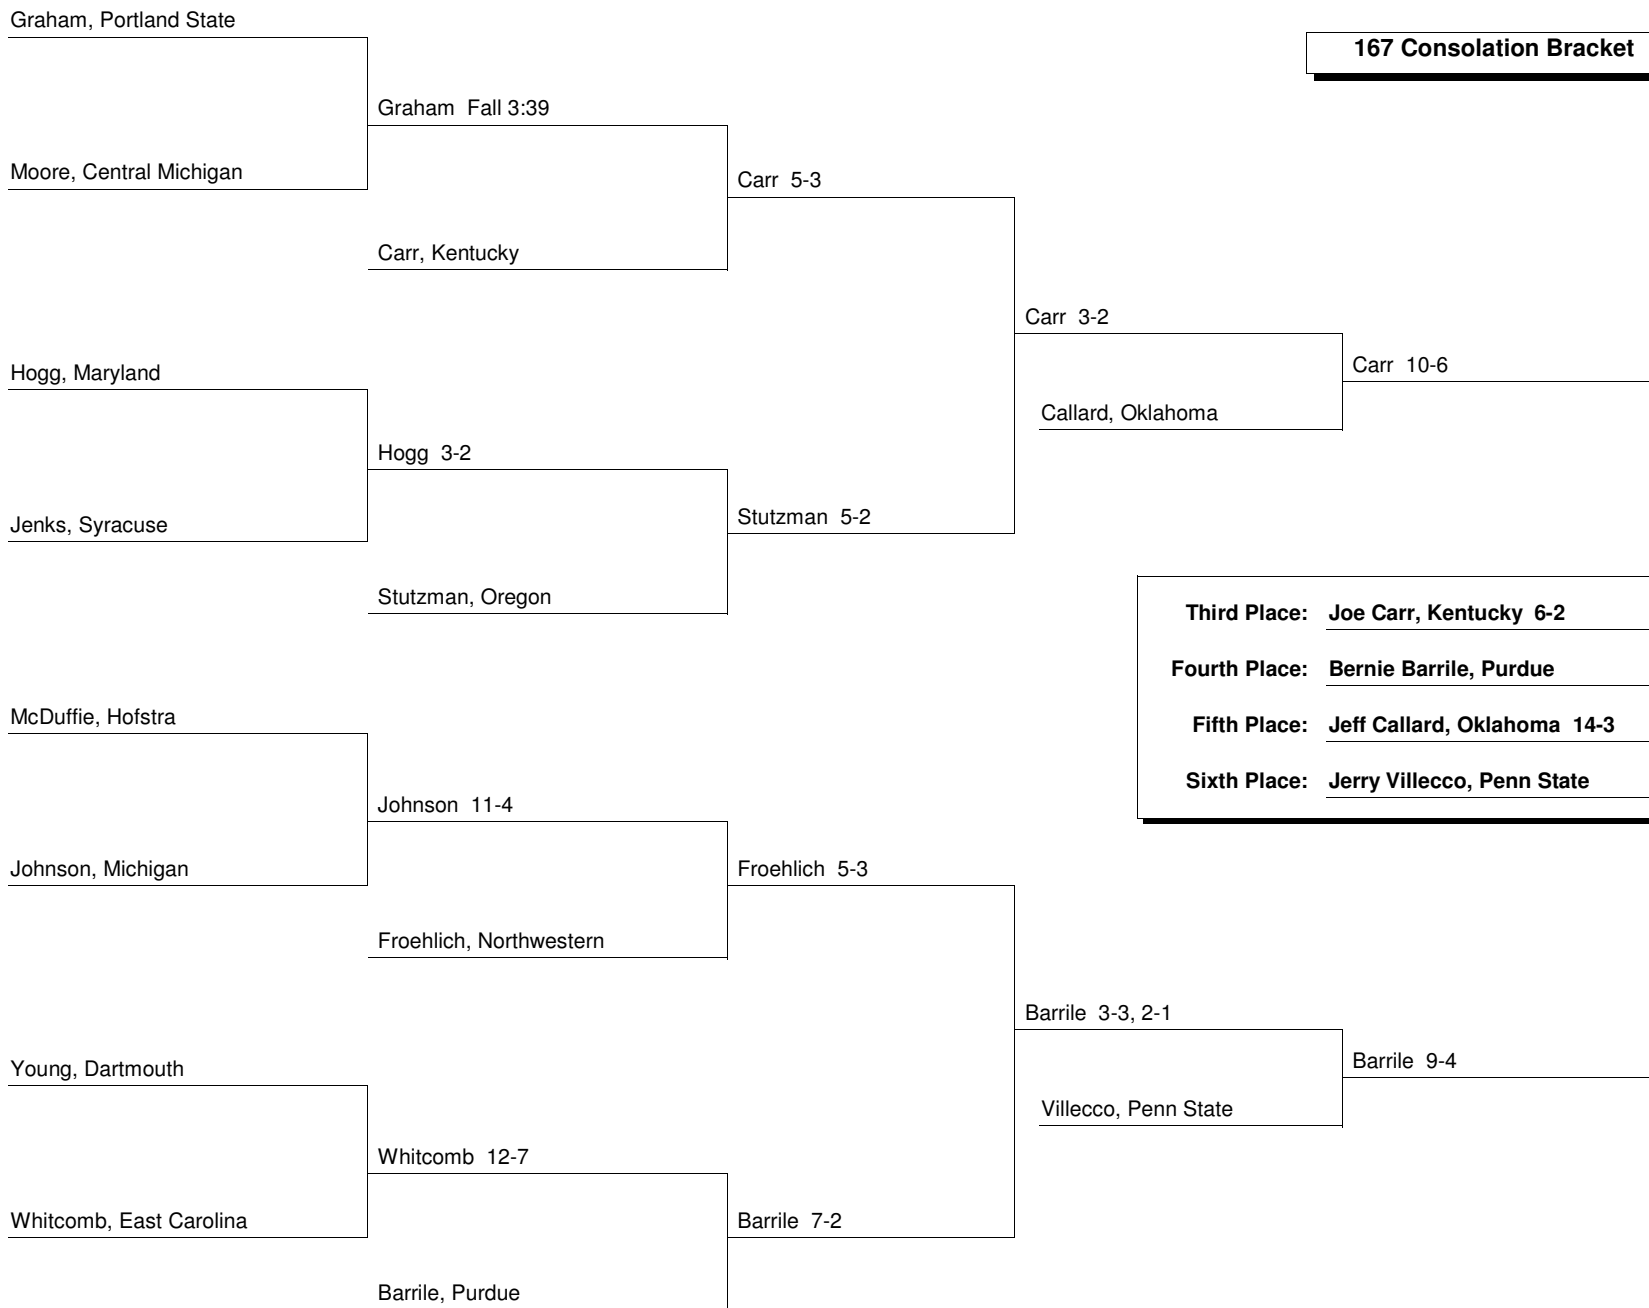 Graham, Portland State
167 Consolation Bracket
Graham  Fall 3:39
Moore, Central Michigan
Carr  5-3
Carr, Kentucky
Carr  3-2
Carr  10-6
Hogg, Maryland
Callard, Oklahoma
Hogg  3-2
Jenks, Syracuse
Stutzman  5-2
Stutzman, Oregon
Third Place: Joe Carr, Kentucky  6-2
Fourth Place: Bernie Barrile, Purdue
Fifth Place: Jeff Callard, Oklahoma  14-3
Sixth Place: Jerry Villecco, Penn State
McDuffie, Hofstra
Johnson  11-4
Johnson, Michigan
Froehlich  5-3
Froehlich, Northwestern
Barrile  3-3, 2-1
Barrile  9-4
Young, Dartmouth
Villecco, Penn State
Whitcomb  12-7
Whitcomb, East Carolina
Barrile  7-2
Barrile, Purdue